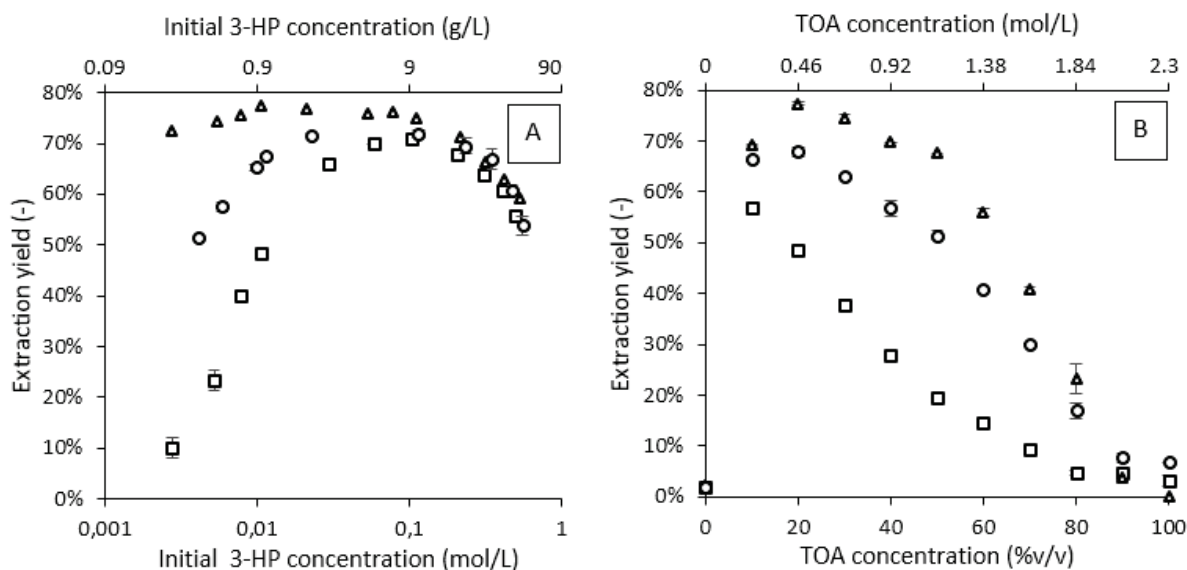 Initial 3-HP concentration (g/L)
0.09 0.9 9 90
80%
70%
60%
50%
40%
30%
20%
10%
0%
Extraction yield (-)
A
0,001 0,01 0,1 1
Initial 3-HP concentration (mol/L)
TOA concentration (mol/L)
0 0.46 0.92 1.38 1.84 2.3
80%
70%
60%
50%
40%
30%
20%
10%
0%
Extraction yield (-)
B
0 20 40 60 80 100
TOA concentration (%v/v)